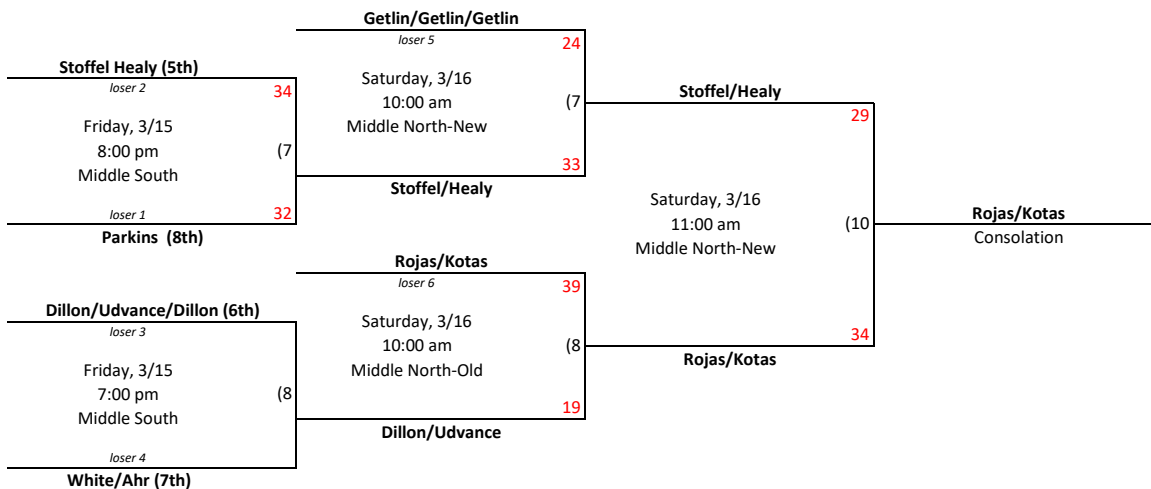 Getlin/Getlin/Getlin
loser 5
24
Stoffel Healy (5th)
loser 2
34
Saturday, 3/16
10:00 am
(7
Middle North-New
Stoffel/Healy
29
Friday, 3/15
8:00 pm
(7
Middle South
33
Stoffel/Healy
loser 1
32
Parkins  (8th)
Saturday, 3/16
11:00 am
(10
Middle North-New
Rojas/Kotas
Consolation
Rojas/Kotas
loser 6
39
Dillon/Udvance/Dillon (6th)
loser 3
Saturday, 3/16
10:00 am
(8
Middle North-Old
34
Rojas/Kotas
Friday, 3/15
7:00 pm
(8
Middle South
19
Dillon/Udvance
loser 4
White/Ahr (7th)